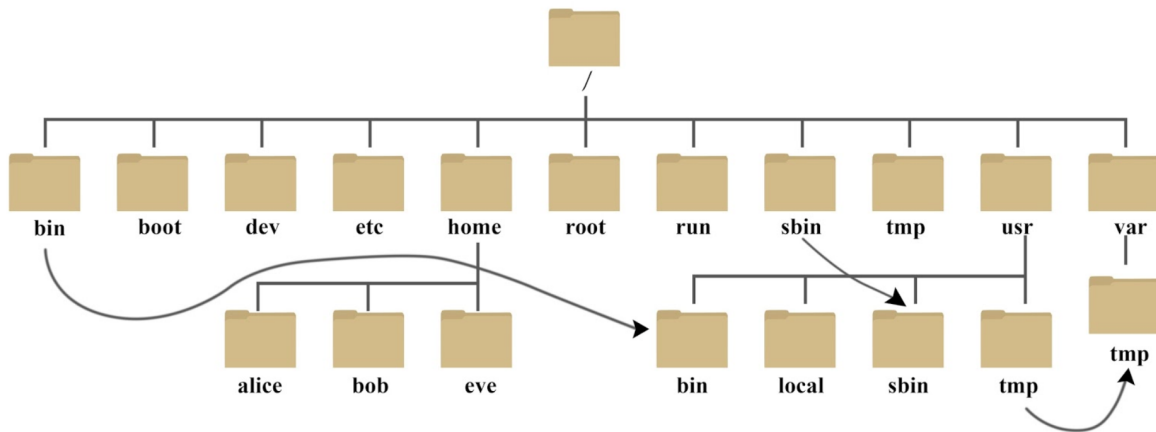 /
bin boot dev etc home root run sbin tmp usr var
tmp
alice bob eve bin local sbin tmp